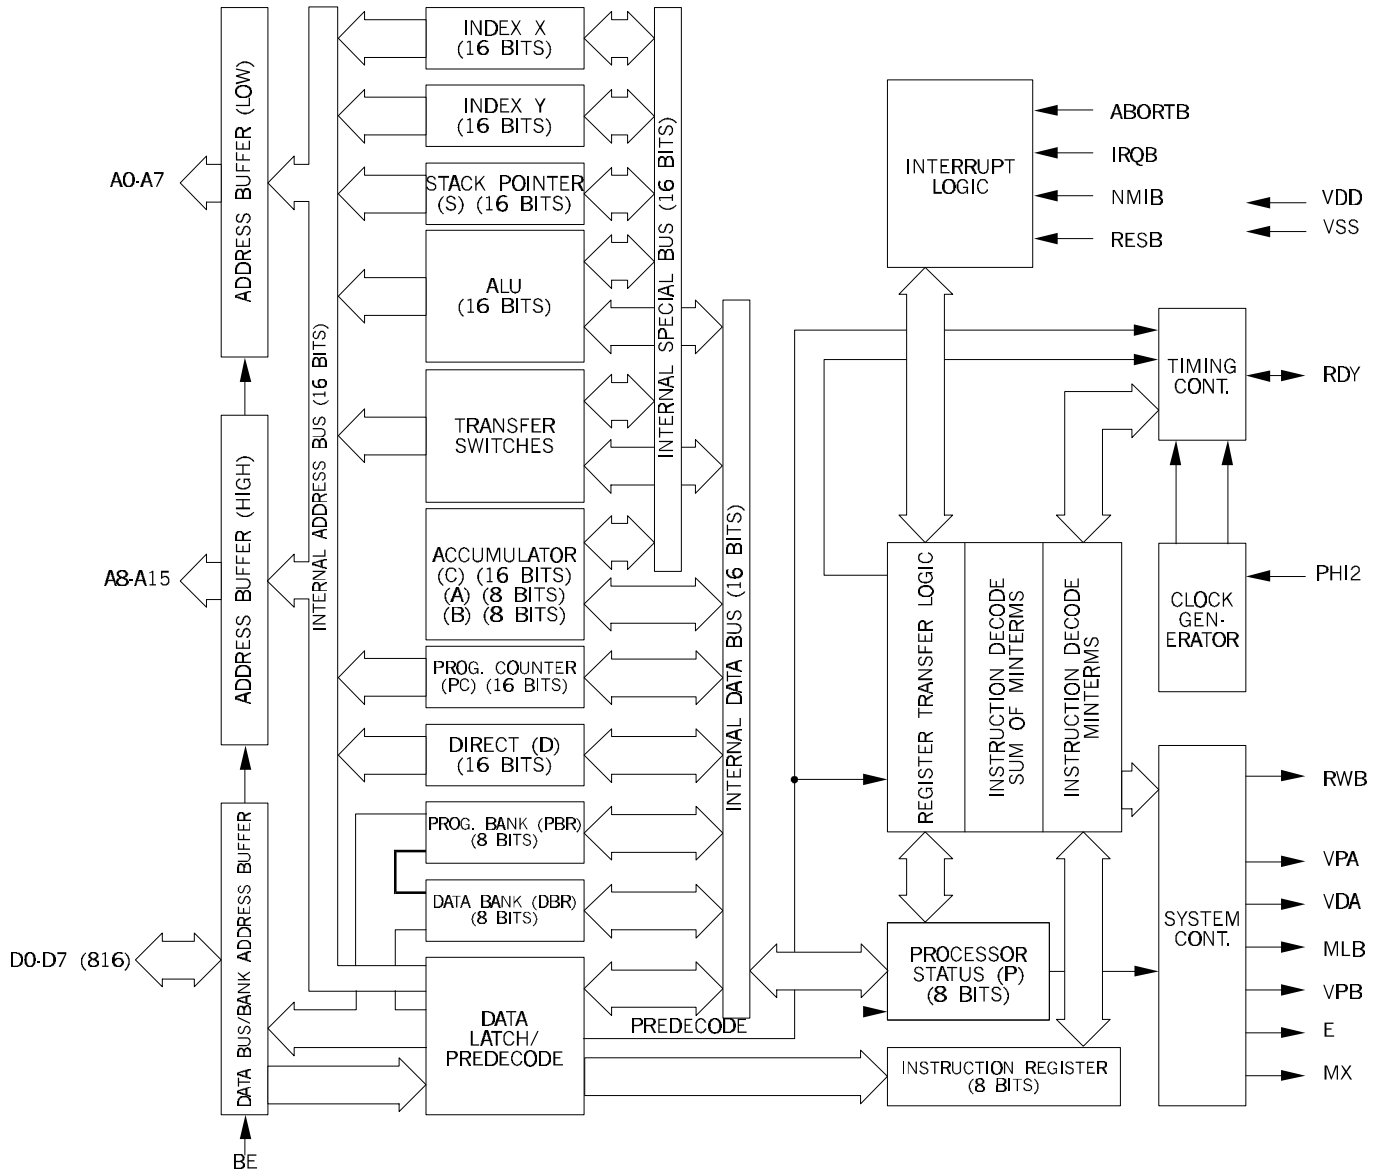 INDEX X
(16 BITS)
INDEX Y
(16 BITS)
STACK POINTER
(S) (16 BITS)
ALU
(16 BITS)
TRANSFER
SWITCHES
ACCUMULATOR
(C) (16 BITS)
(A) (8 BITS)
(B) (8 BITS)
PROG. COUNTER
(PC) (16 BITS)
DIRECT (D)
(16 BITS)
PROG. BANK (PBR)
(8 BITS)
DATA BANK (DBR)
(8 BITS)
DATA
LATCH/
PREDECODE
PREDECODE
ADDRESS BUFFER (LOW)
ADDRESS BUFFER (HIGH)
DATA BUS/BANK ADDRESS BUFFER
INTERNAL ADDRESS BUS (16 BITS)
INTERNAL SPECIAL BUS (16 BITS)
INTERNAL DATA BUS (16 BITS)
A0-A7
A8-A15
D0-D7 (816)
BE
INTERRUPT
LOGIC
ABORTB
IRQB
NMIB
RESB
VDD
VSS
TIMING
CONT.
RDY
CLOCK
GEN-
ERATOR
PHI2
REGISTER TRANSFER LOGIC
INSTRUCTION DECODE
SUM OF MINTERMS
INSTRUCTION DECODE
MINTERMS
PROCESSOR
STATUS (P)
(8 BITS)
INSTRUCTION REGISTER
(8 BITS)
SYSTEM
CONT.
RWB
VPA
VDA
MLB
VPB
E
MX